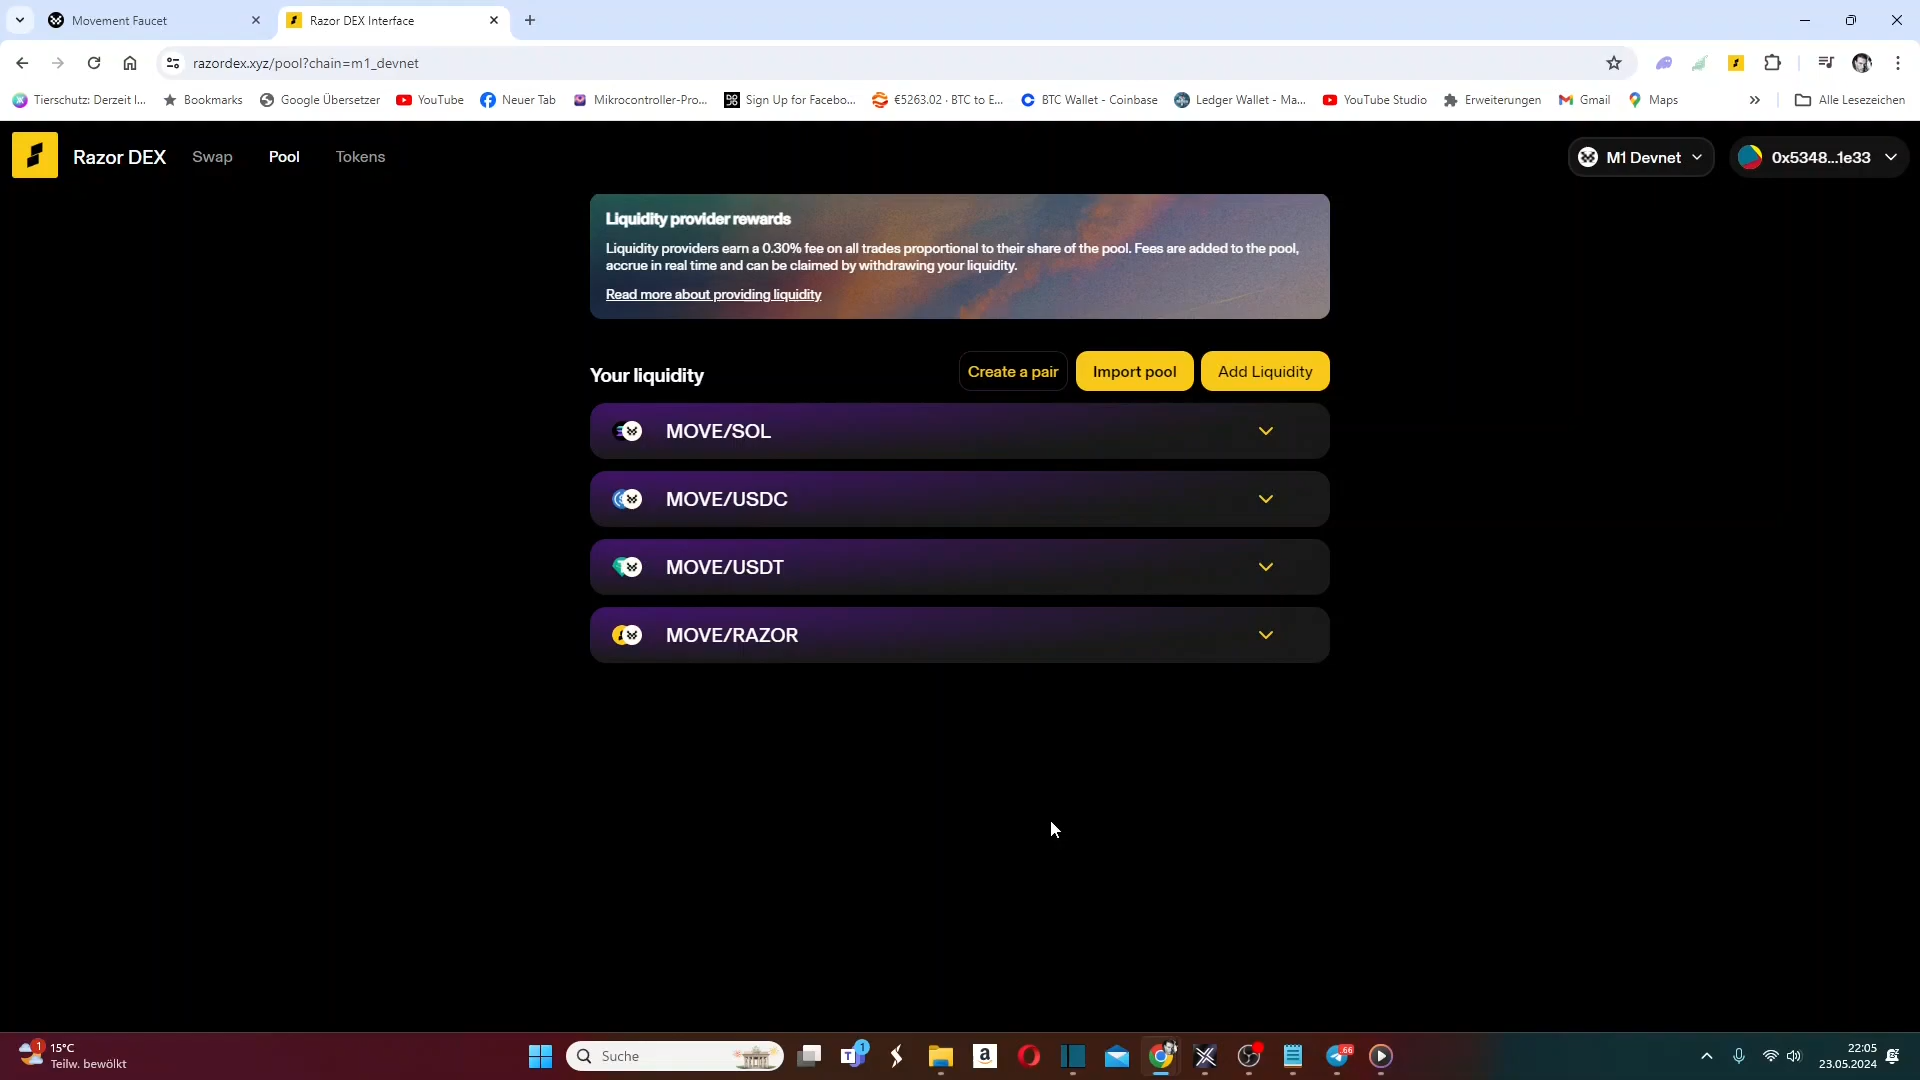 Movement Faucet
Razor DEX Interface
razordex.xyz/pool?chain=m1_devnet
Tierschutz: Derzeit I...
Bookmarks
Google Übersetzer
YouTube
Neuer Tab
Mikrocontroller-Pro...
Sign Up for Facebo...
€5263.02 · BTC to E...
BTC Wallet - Coinbase
Ledger Wallet - Ma...
YouTube Studio
Erweiterungen
Gmail
Maps
Alle Lesezeichen
Razor DEX
Swap
Pool
Tokens
M1 Devnet
0x5348...1e33
Liquidity provider rewards
Liquidity providers earn a 0.30% fee on all trades proportional to their share of the pool. Fees are added to the pool,
accrue in real time and can be claimed by withdrawing your liquidity.
Read more about providing liquidity
Your liquidity
Create a pair
Import pool
Add Liquidity
MOVE/SOL
MOVE/USDC
MOVE/USDT
MOVE/RAZOR
1
15°C
Teilw. bewölkt
Suche
1
66
22:05
23.05.2024